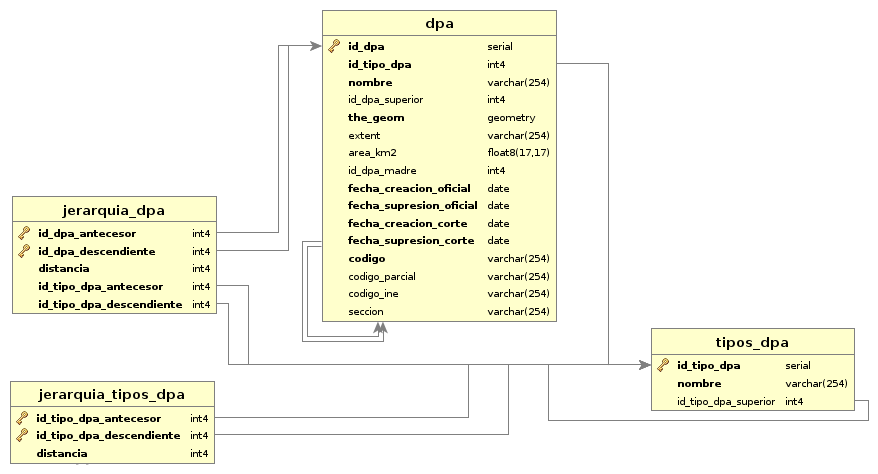 dpa
id_dpa serial
id_tipo_dpa int4
nombre varchar(254)
id_dpa_superior int4
the_geom geometry
extent varchar(254)
area_km2 float8(17,17)
id_dpa_madre int4
fecha_creacion_oficial date
fecha_supresion_oficial date
fecha_creacion_corte date
fecha_supresion_corte date
codigo varchar(254)
codigo_parcial varchar(254)
codigo_ine varchar(254)
seccion varchar(254)
jerarquia_dpa
id_dpa_antecesor int4
id_dpa_descendiente int4
distancia int4
id_tipo_dpa_antecesor int4
id_tipo_dpa_descendiente int4
tipos_dpa
id_tipo_dpa serial
nombre varchar(254)
id_tipo_dpa_superior int4
jerarquia_tipos_dpa
id_tipo_dpa_antecesor int4
id_tipo_dpa_descendiente int4
distancia int4